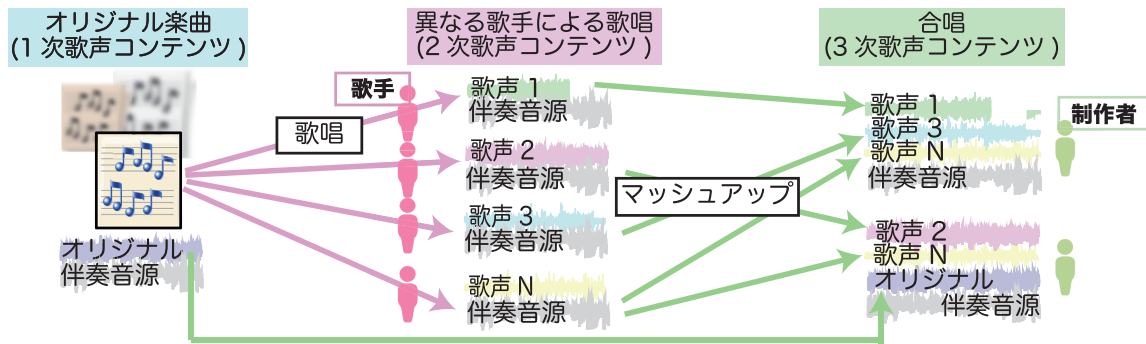 オリジナル楽曲
(1次歌声コンテンツ)
オリジナル
伴奏音源
歌唱
歌手
異なる歌手による歌唱
(2次歌声コンテンツ)
歌声 1
伴奏音源
歌声 2
伴奏音源
歌声 3
伴奏音源
歌声 N
伴奏音源
マッシュアップ
合唱
(3次歌声コンテンツ)
歌声 1
歌声 3
歌声 N
伴奏音源
制作者
歌声 2
歌声 N
オリジナル
伴奏音源